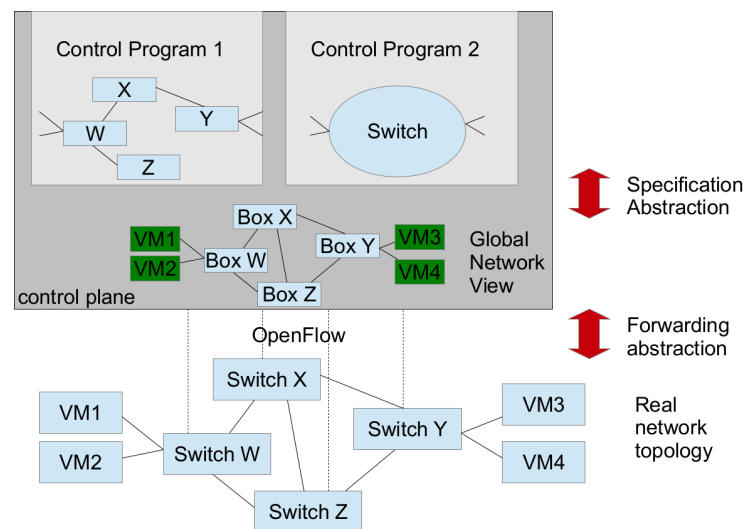 Control Program 1
Control Program 2
X
Y
W
Z
Switch
Specification
Abstraction
Box X
VM1
VM3
Box Y
Global
Network
View
VM2
Box W
VM4
Box Z
control plane
OpenFlow
Forwarding
abstraction
Switch X
VM1
VM3
Switch Y
Real
network
topology
VM2
Switch W
VM4
Switch Z